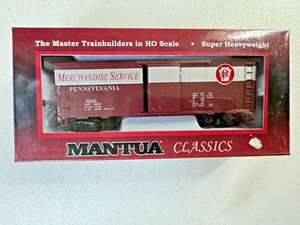 The Master Trainbuilders in HO Scale • Super Heavyweight
MERCHANDISE SERVICE
PENNSYLVANIA
MANTUA CLASSICS